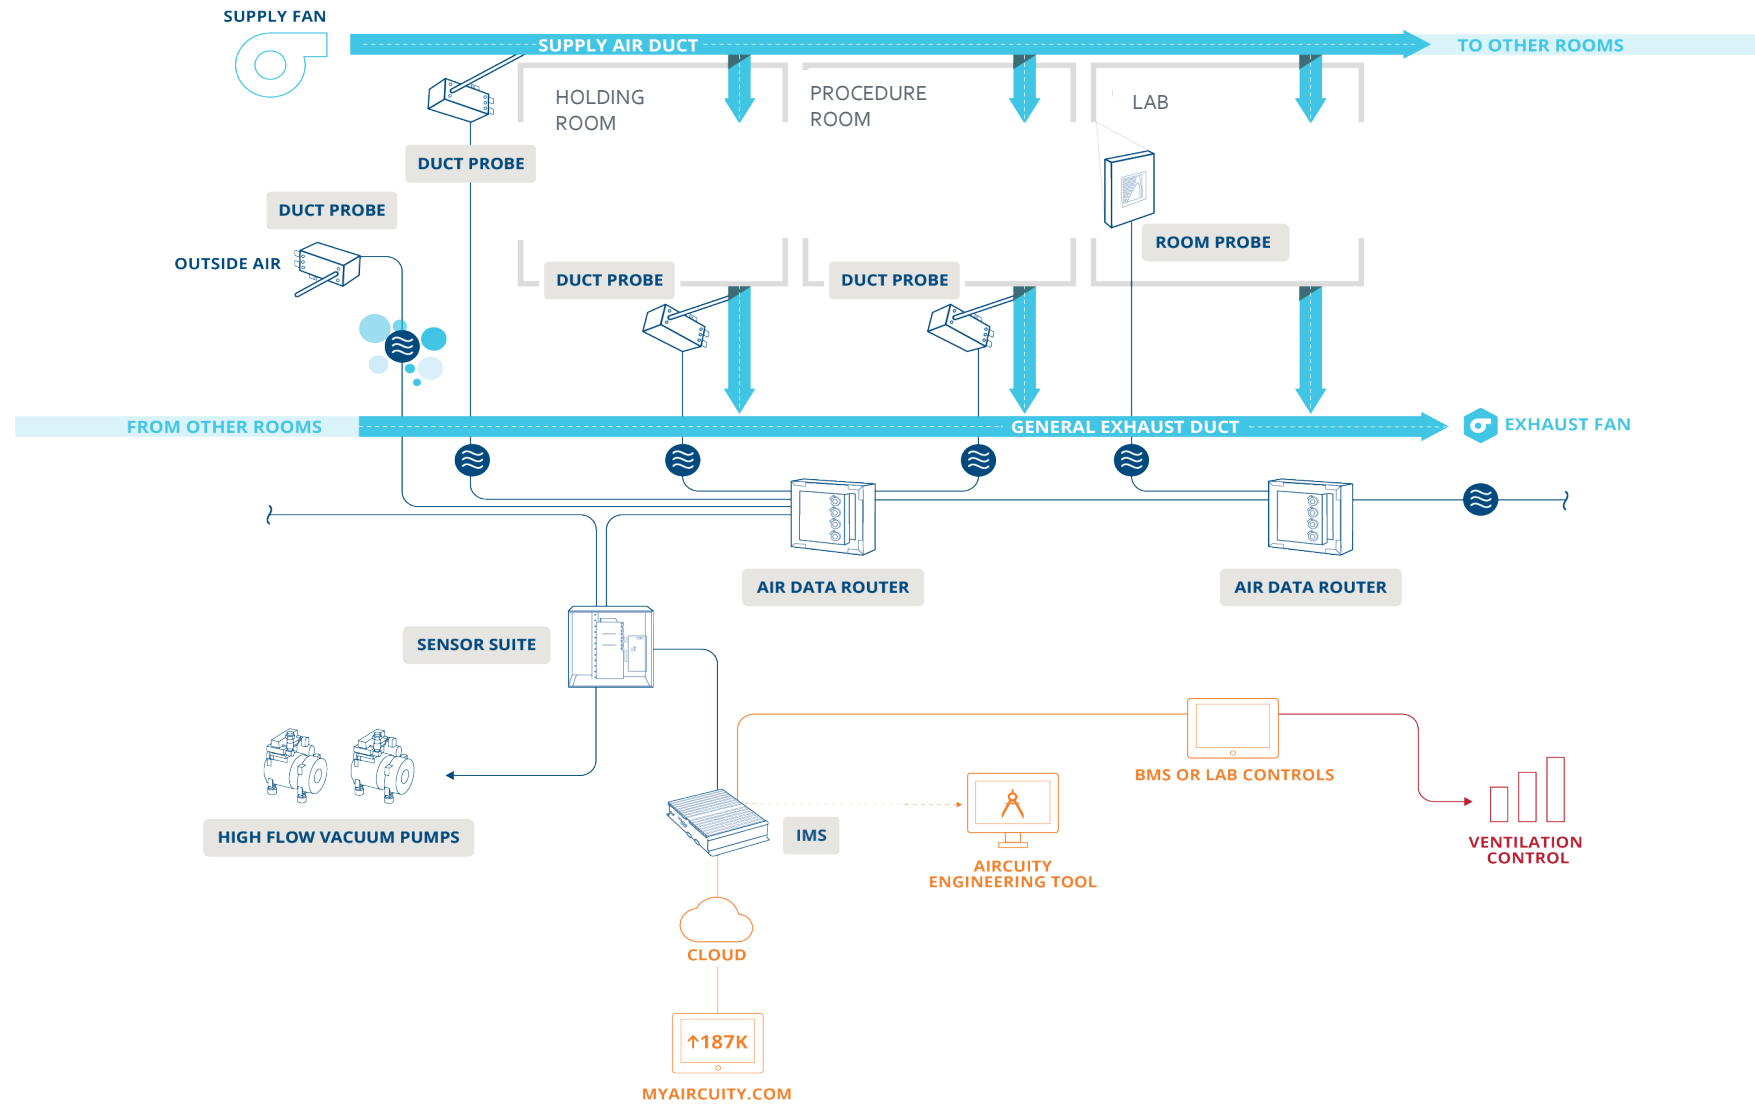 SUPPLY FAN
SUPPLY AIR DUCT
TO OTHER ROOMS
HOLDING
ROOM
PROCEDURE
ROOM
LAB
DUCT PROBE
DUCT PROBE
OUTSIDE AIR
ROOM PROBE
DUCT PROBE
DUCT PROBE
FROM OTHER ROOMS
GENERAL EXHAUST DUCT
EXHAUST FAN
AIR DATA ROUTER
AIR DATA ROUTER
SENSOR SUITE
BMS OR LAB CONTROLS
HIGH FLOW VACUUM PUMPS
IMS
AIRCUITY
ENGINEERING TOOL
VENTILATION
CONTROL
CLOUD
↑187K
MYAIRCUITY.COM